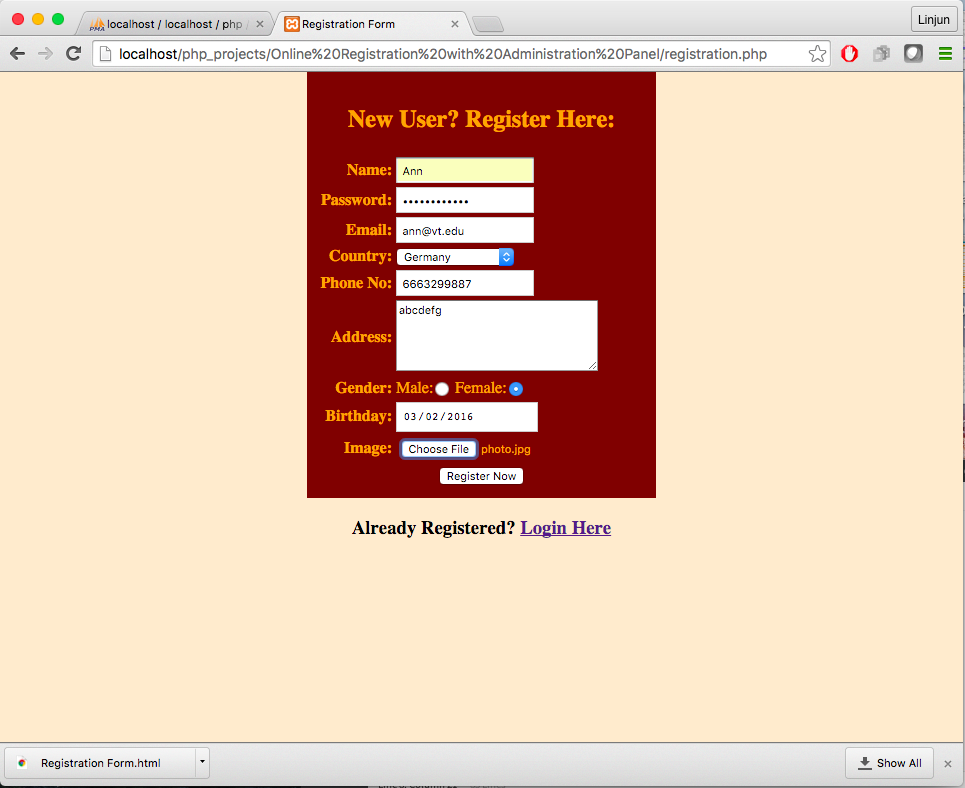 localhost / localhost / php /
Registration Form
Linjun
localhost/php_projects/Online%20Registration%20with%20Administration%20Panel/registration.php
New User? Register Here:
Name: Ann
Password: ••••••••••••
Email: ann@vt.edu
Country: Germany
Phone No: 6663299887
Address: abcdefg
Gender: Male: Female:
Birthday: 03/02/2016
Image: Choose File photo.jpg
Register Now
Already Registered? Login Here
Registration Form.html
Show All